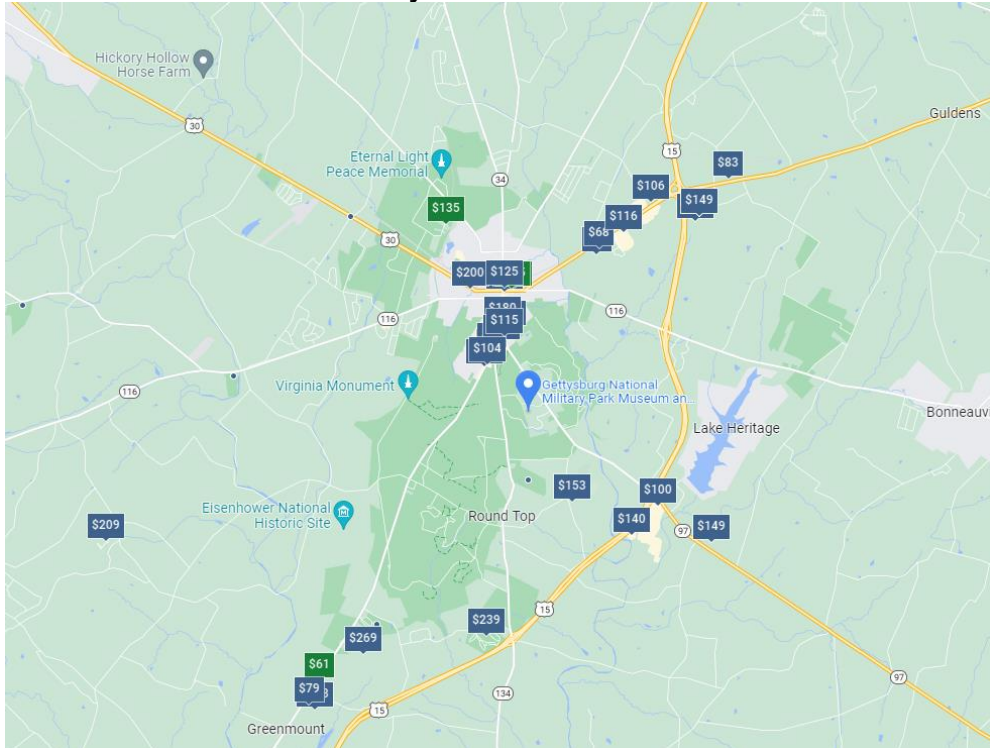 Hickory Hollow
Horse Farm
30
Guldens
15
$83
Eternal Light
Peace Memorial
34
$106
$149
$135
$116
$68
30
$200
$125
$180
116
$115
116
$104
Virginia Monument
Gettysburg National
Military Park Museum an...
116
Bonneauv
Lake Heritage
$153
$100
Eisenhower National
Historic Site
Round Top
$209
$140
97
$149
15
$239
$269
$61
$79
97
134
15
Greenmount